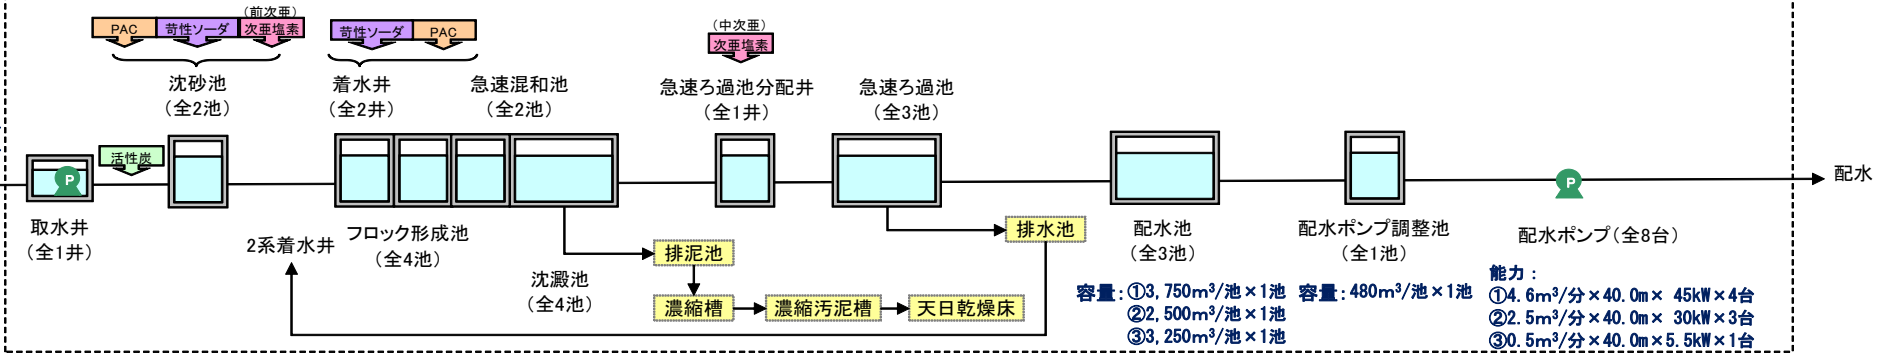 (前次亜)
PAC
苛性ソーダ
次亜塩素
苛性ソーダ
PAC
(中次亜)
次亜塩素
沈砂池
(全2池)
着水井
(全2井)
急速混和池
(全2池)
急速ろ過池分配井
(全1井)
急速ろ過池
(全3池)
活性炭
P
P
配水
取水井
(全1井)
2系着水井
フロック形成池
(全4池)
沈澱池
(全4池)
排泥池
濃縮槽
濃縮汚泥槽
天日乾燥床
排水池
配水池
(全3池)
容量:①3,750m³/池×1池
②2,500m³/池×1池
③3,250m³/池×1池
配水ポンプ調整池
(全1池)
容量:480m³/池×1池
配水ポンプ(全8台)
能力:
①4.6m³/分×40.0m× 45kW×4台
②2.5m³/分×40.0m× 30kW×3台
③0.5m³/分×40.0m×5.5kW×1台